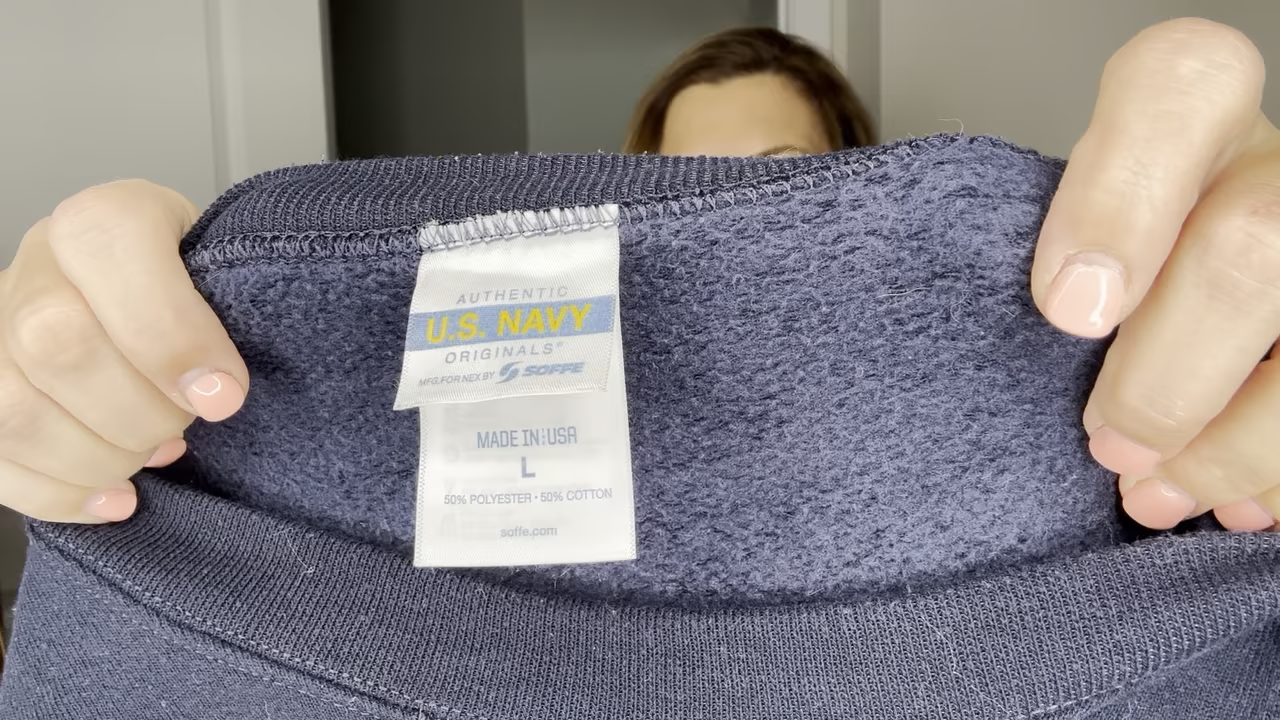 AUTHENTIC
U.S. NAVY
ORIGINALS®
MFG.FOR NEX BY SOFFE
MADE IN USA
L
50% POLYESTER • 50% COTTON
soffe.com